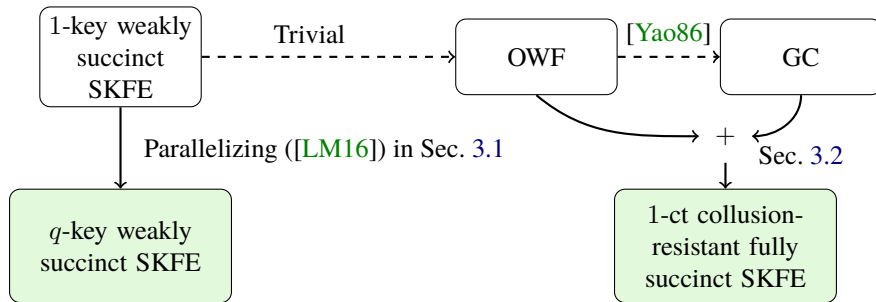 1-key weakly
succinct
SKFE
Trivial
OWF
[Yao86]
GC
Parallelizing ([LM16]) in Sec. 3.1
+
Sec. 3.2
q-key weakly
succinct SKFE
1-ct collusion-
resistant fully
succinct SKFE